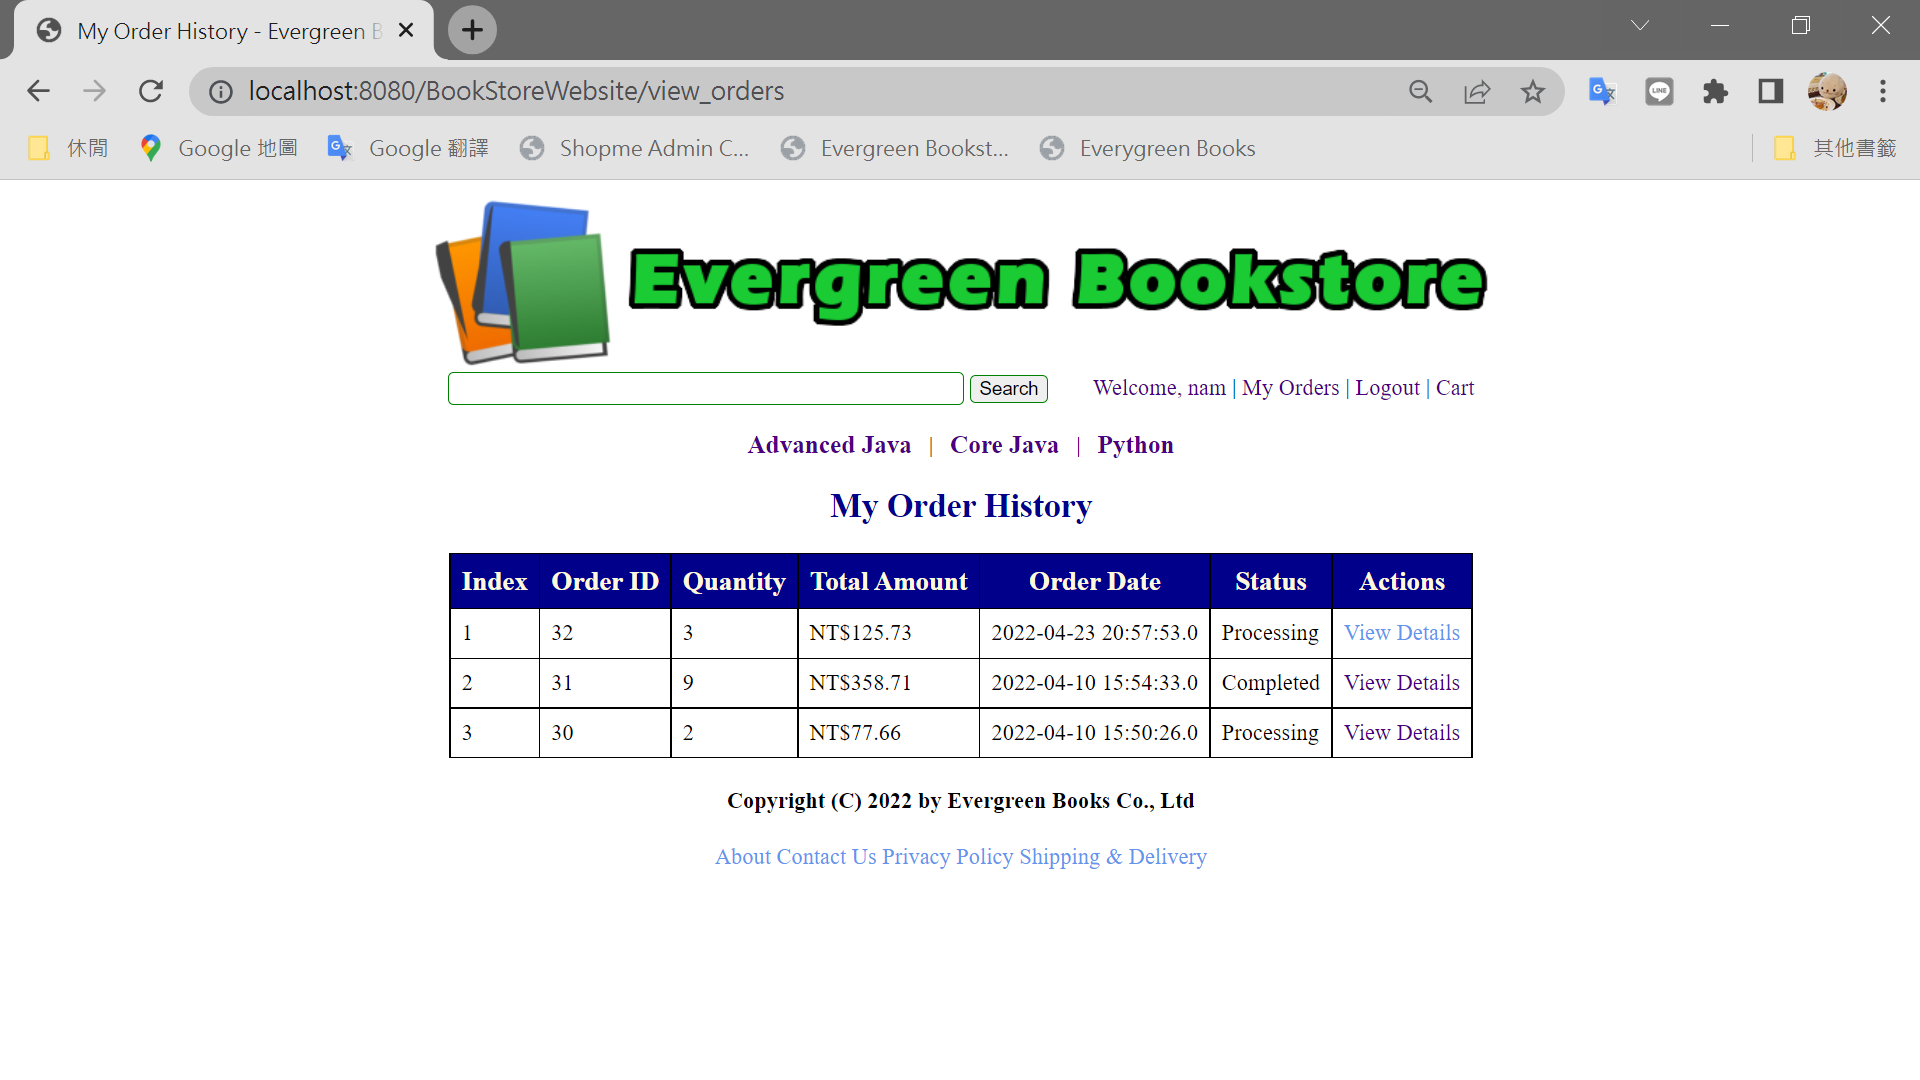 My Order History - Evergreen B
localhost:8080/BookStoreWebsite/view_orders
休閒 Google 地圖 Google 翻譯 Shopme Admin C... Evergreen Bookst... Everygreen Books 其他書籤
Evergreen Bookstore
Search Welcome, nam | My Orders | Logout | Cart
Advanced Java | Core Java | Python
My Order History
Index Order ID Quantity Total Amount Order Date Status Actions
1 32 3 NT$125.73 2022-04-23 20:57:53.0 Processing View Details
2 31 9 NT$358.71 2022-04-10 15:54:33.0 Completed View Details
3 30 2 NT$77.66 2022-04-10 15:50:26.0 Processing View Details
Copyright (C) 2022 by Evergreen Books Co., Ltd
About Contact Us Privacy Policy Shipping & Delivery